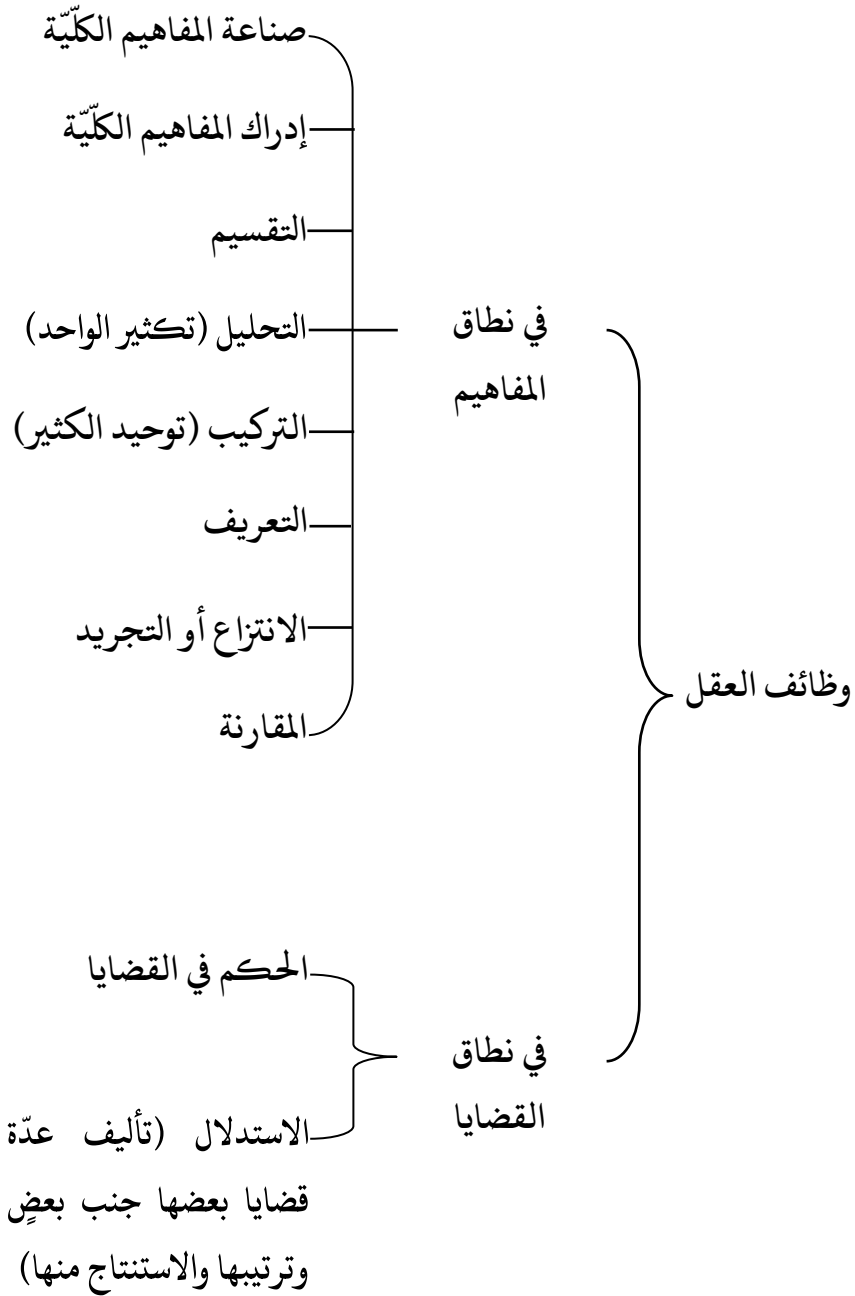 وظائف العقل
في نطاق
المفاهيم
صناعة المفاهيم الكلّيّة
إدراك المفاهيم الكلّيّة
التقسيم
التحليل (تكثير الواحد)
التركيب (توحيد الكثير)
التعريف
الانتزاع أو التجريد
المقارنة
في نطاق
القضايا
الحكم في القضايا
الاستدلال (تأليف عدّة
قضايا بعضها جنب بعضٍ
وترتيبها والاستنتاج منها)